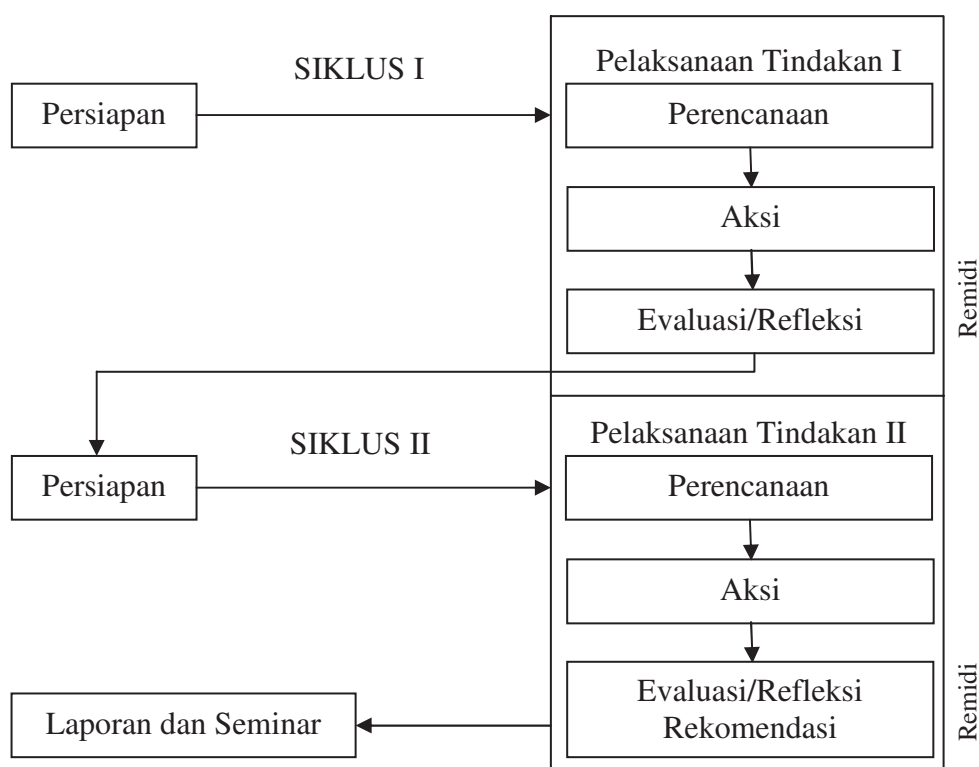 SIKLUS I
Persiapan
Pelaksanaan Tindakan I
Perencanaan
Aksi
Evaluasi/Refleksi
Remidi
SIKLUS II
Persiapan
Pelaksanaan Tindakan II
Perencanaan
Aksi
Evaluasi/Refleksi
Rekomendasi
Remidi
Laporan dan Seminar